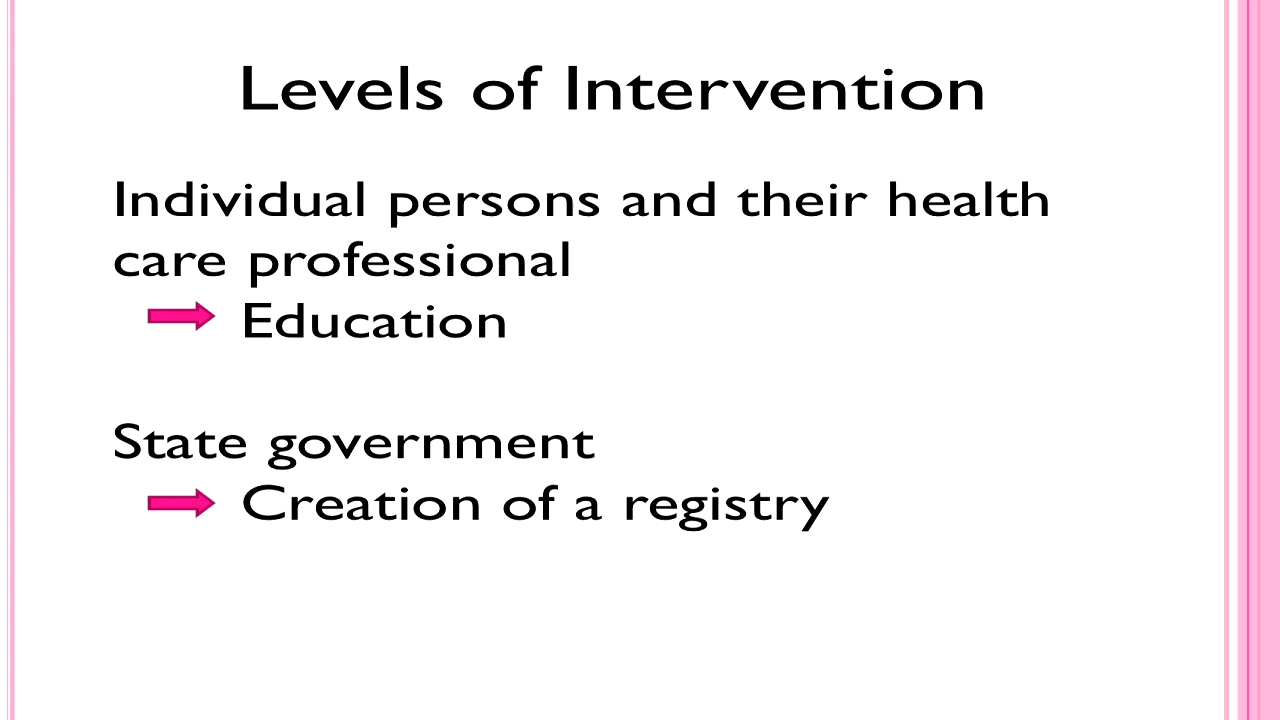 Levels of Intervention
Individual persons and their health
care professional
Education
State government
Creation of a registry